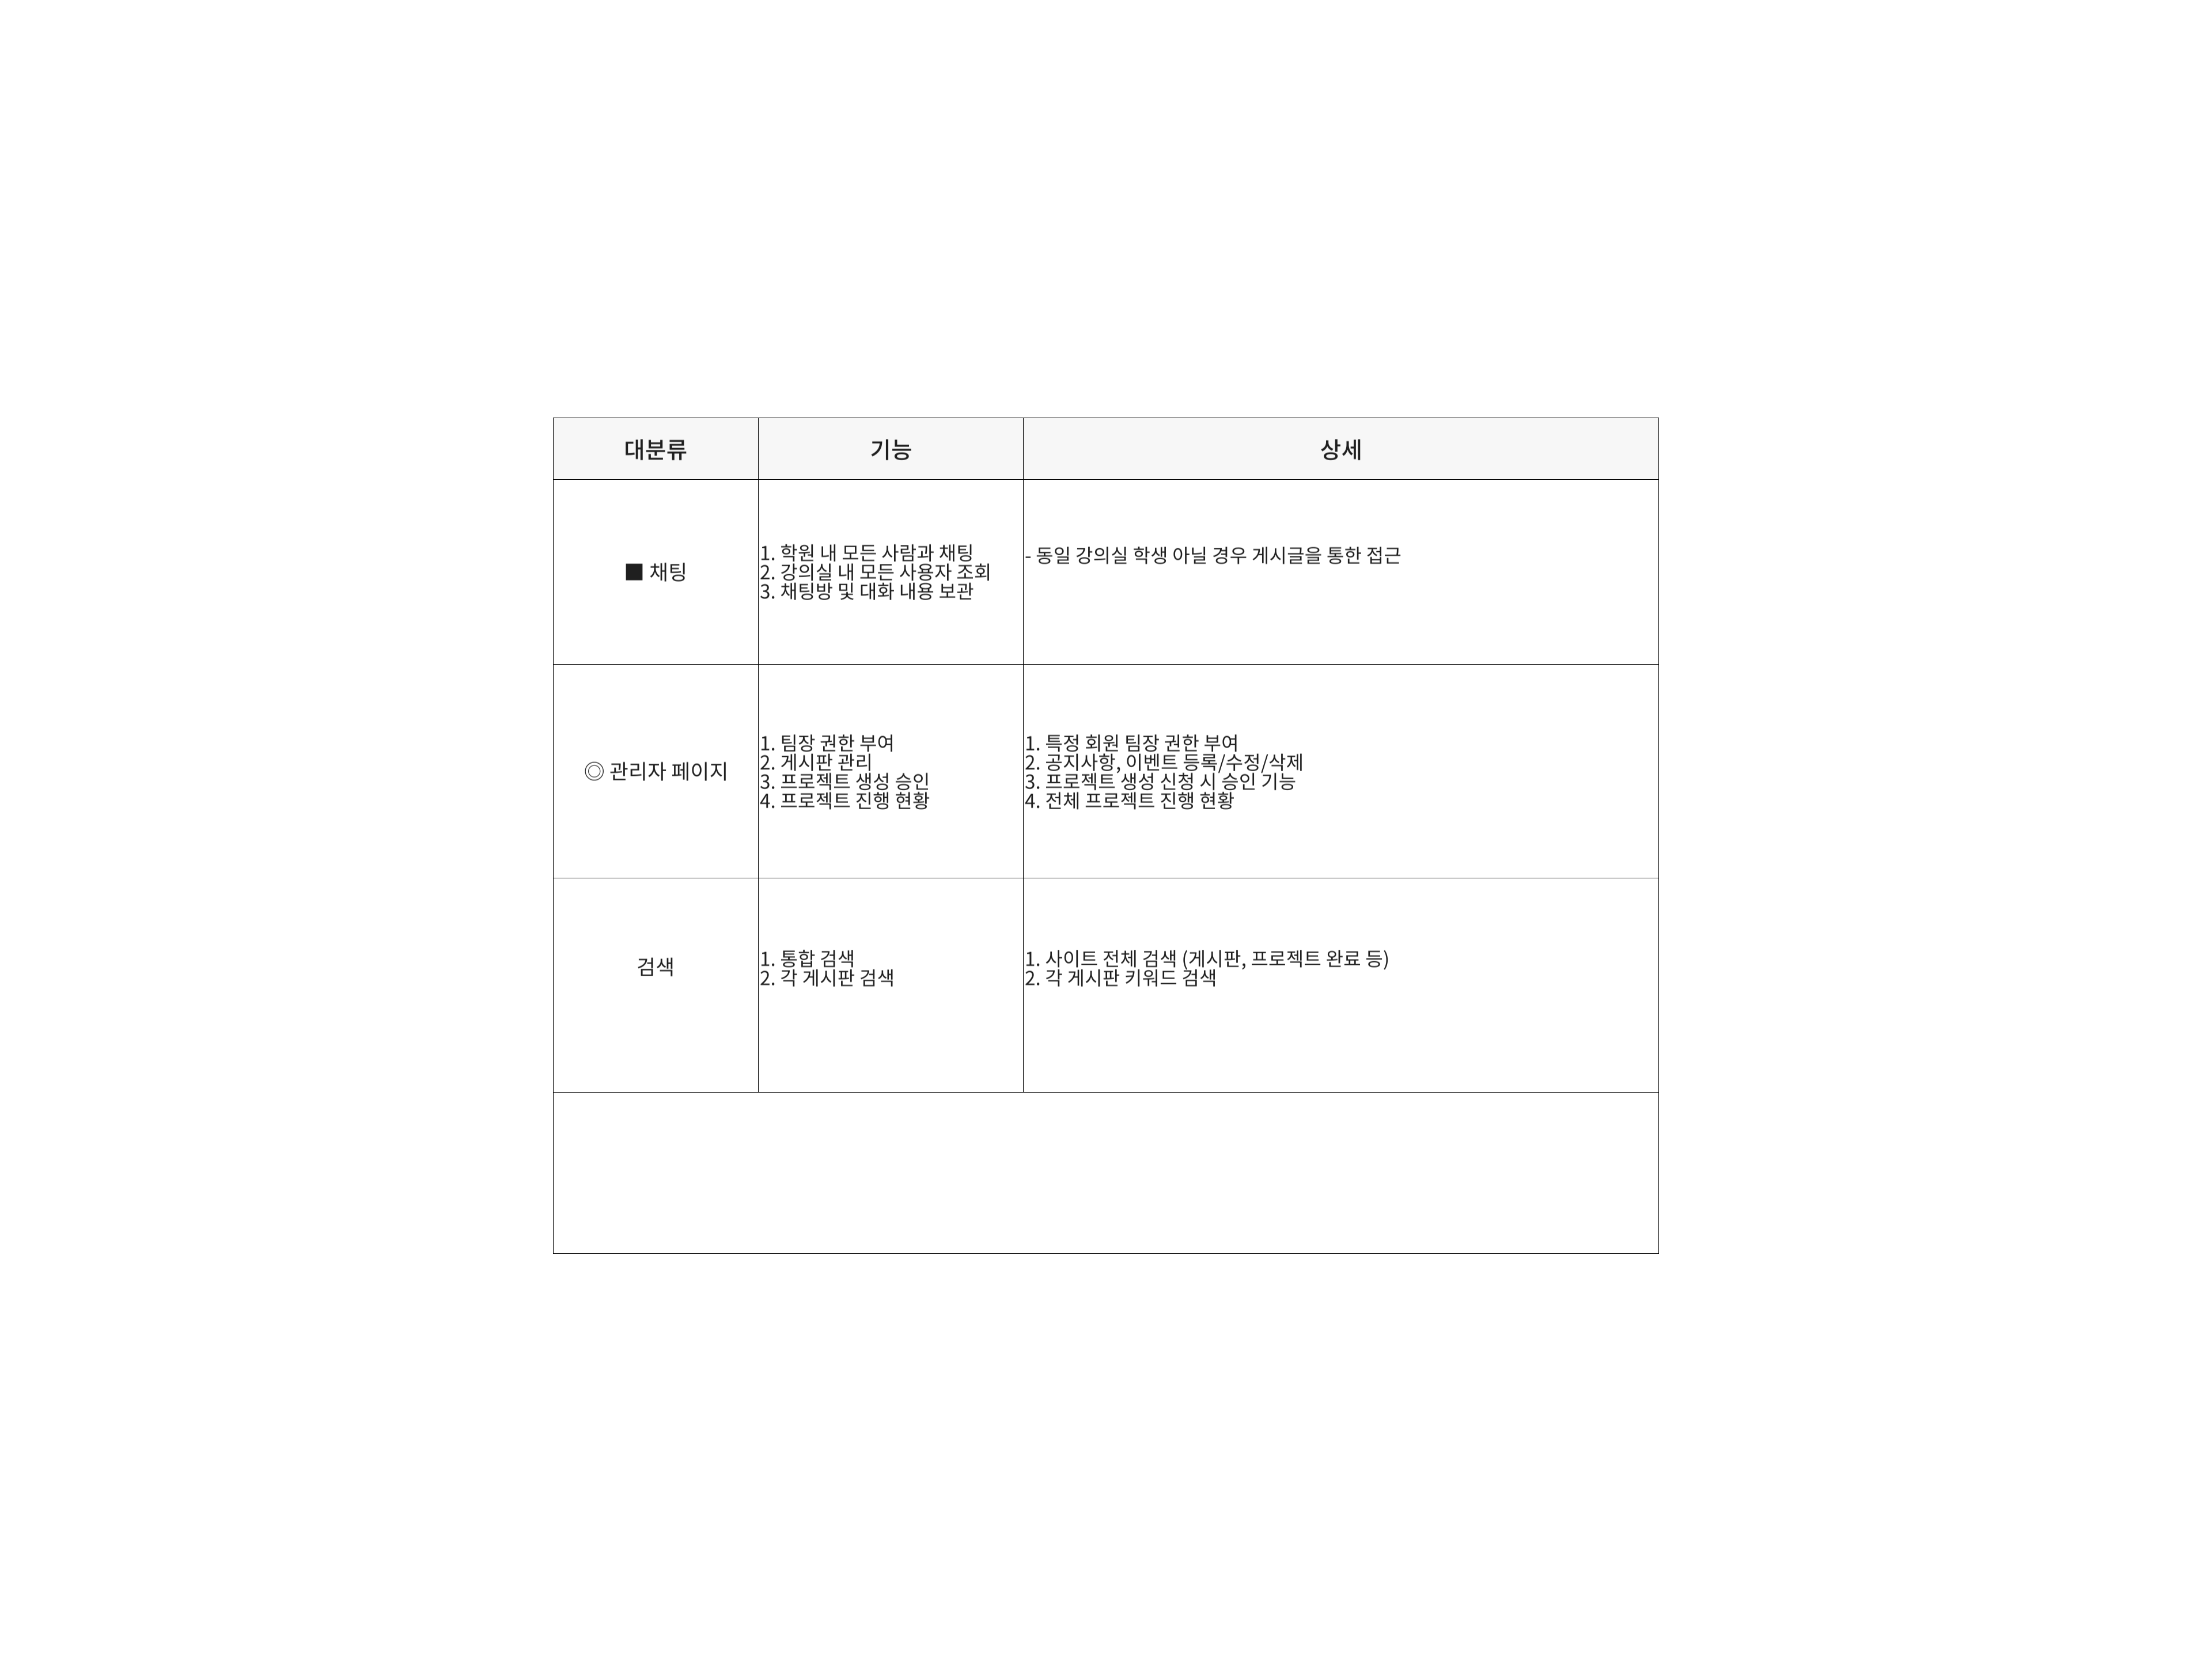 대분류 기능 상세
■ 채팅
1. 학원 내 모든 사람과 채팅
2. 강의실 내 모든 사용자 조회
3. 채팅방 및 대화 내용 보관
- 동일 강의실 학생 아닐 경우 게시글을 통한 접근
◎ 관리자 페이지
1. 팀장 권한 부여
2. 게시판 관리
3. 프로젝트 생성 승인
4. 프로젝트 진행 현황
1. 특정 회원 팀장 권한 부여
2. 공지사항, 이벤트 등록/수정/삭제
3. 프로젝트 생성 신청 시 승인 기능
4. 전체 프로젝트 진행 현황
검색
1. 통합 검색
2. 각 게시판 검색
1. 사이트 전체 검색 (게시판, 프로젝트 완료 등)
2. 각 게시판 키워드 검색